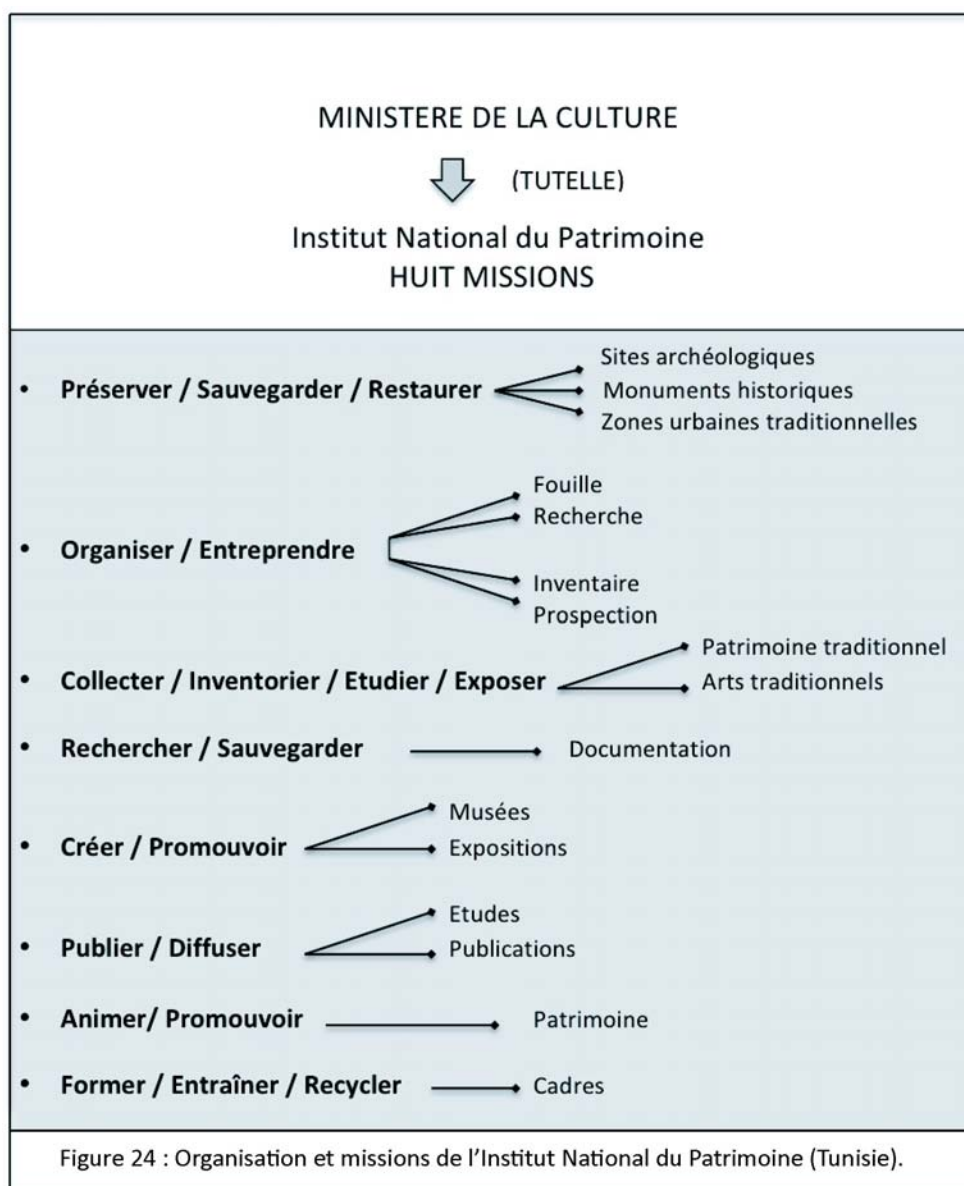 MINISTERE DE LA CULTURE
(TUTELLE)
Institut National du Patrimoine
HUIT MISSIONS
• Préserver / Sauvegarder / Restaurer
Sites archéologiques
Monuments historiques
Zones urbaines traditionnelles
• Organiser / Entreprendre
Fouille
Recherche
Inventaire
Prospection
• Collecter / Inventorier / Etudier / Exposer
Patrimoine traditionnel
Arts traditionnels
• Rechercher / Sauvegarder
Documentation
• Créer / Promouvoir
Musées
Expositions
• Publier / Diffuser
Etudes
Publications
• Animer/ Promouvoir
Patrimoine
• Former / Entraîner / Recycler
Cadres
Figure 24 : Organisation et missions de l'Institut National du Patrimoine (Tunisie).